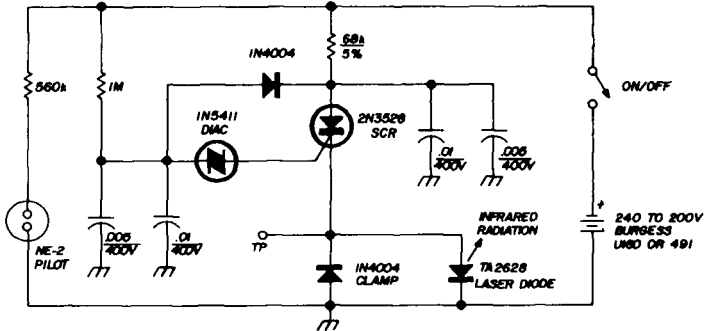 560k
1M
1N4004
68k
5%
1N5411
DIAC
2N3528
SCR
.01
400V
.005
400V
ON/OFF
NE-2
PILOT
.005
400V
.01
400V
TP
INFRARED
RADIATION
1N4004
CLAMP
TA2628
LASER DIODE
+
240 TO 200V
BURGESS
U160 OR 491